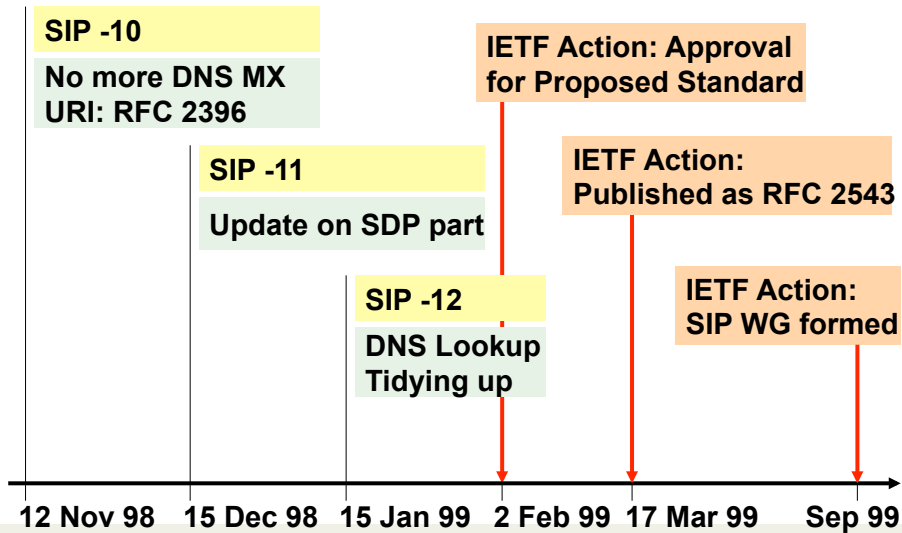 SIP -10
No more DNS MX
URI: RFC 2396
IETF Action: Approval
for Proposed Standard
SIP -11
Update on SDP part
IETF Action:
Published as RFC 2543
SIP -12
DNS Lookup
Tidying up
IETF Action:
SIP WG formed
12 Nov 98
15 Dec 98
15 Jan 99
2 Feb 99
17 Mar 99
Sep 99